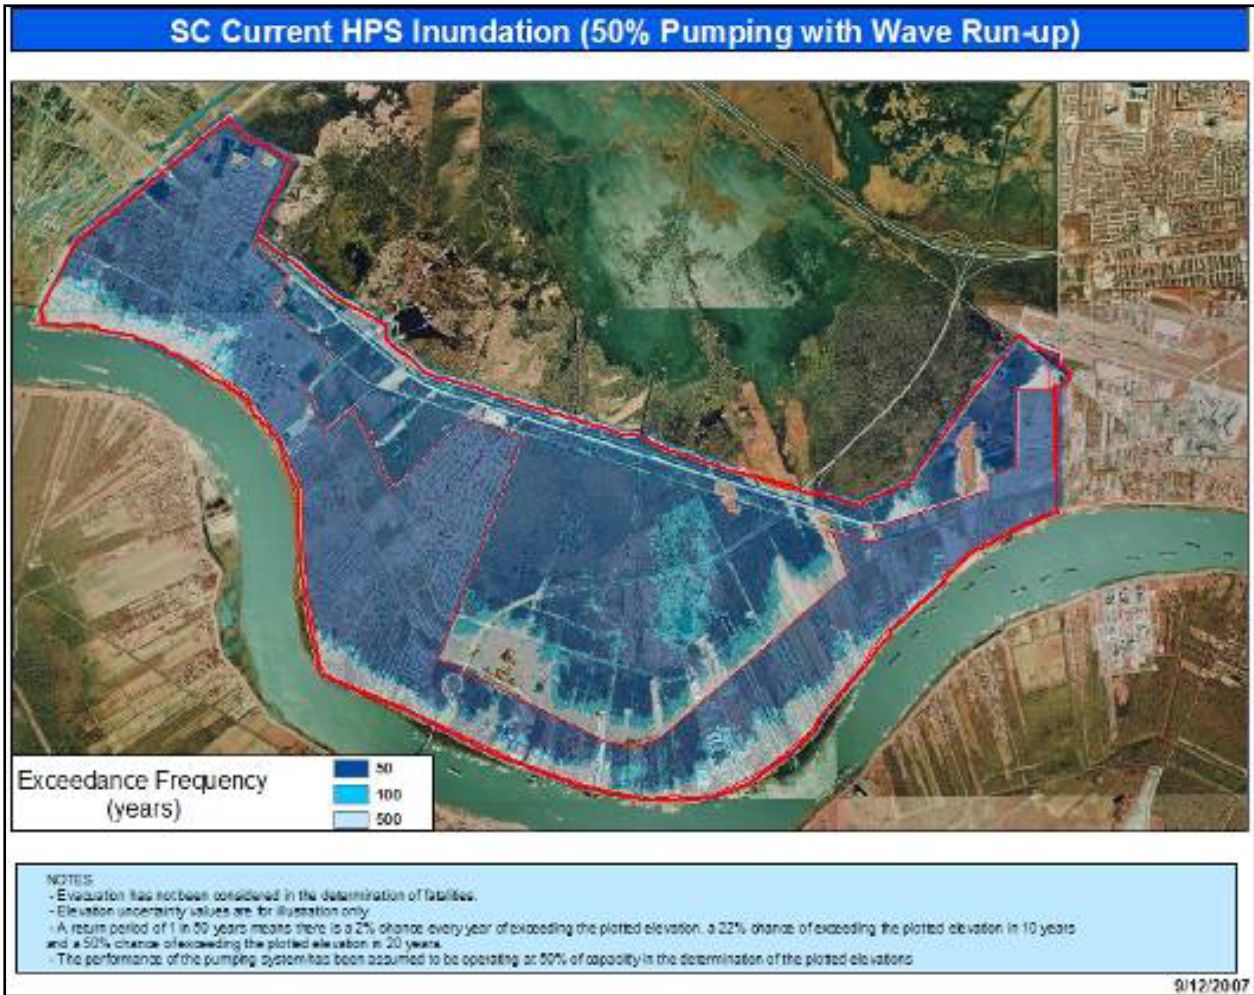 SC Current HPS Inundation (50% Pumping with Wave Run-up)
Exceedance Frequency
(years)
50
100
500
NOTES
- Evacuation has not been considered in the determination of fatalities.
- Elevation uncertainty values are for illustration only
- A return period of 1 in 50 years means there is a 2% chance every year of exceeding the plotted elevation, a 22% chance of exceeding the plotted elevation in 10 years
and a 50% chance of exceeding the plotted elevation in 20 years.
- The performance of the pumping system has been assumed to be operating at 50% of capacity in the determination of the plotted elevations
9/12/2007